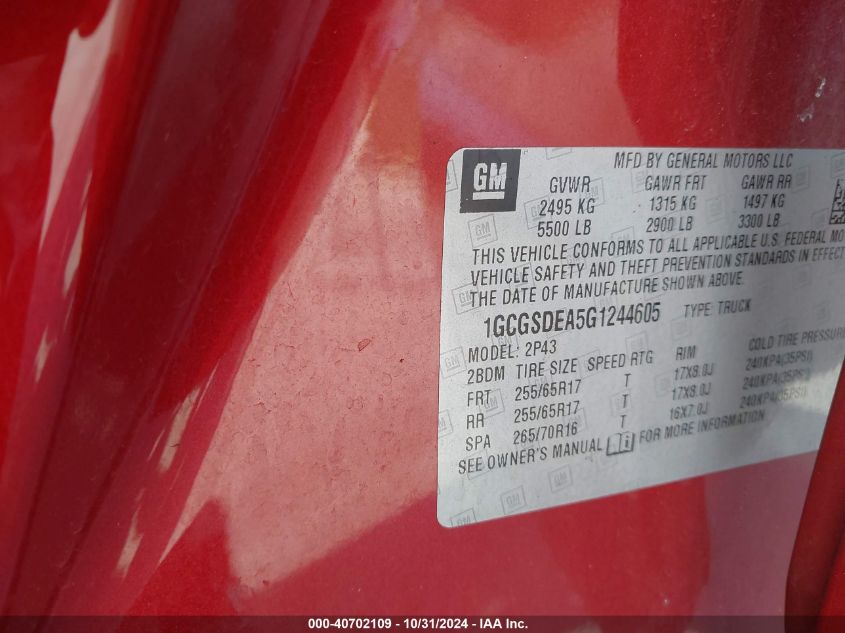 GM
MFD BY GENERAL MOTORS LLC
GVWR GAWR FRT GAWR RR
2495 KG 1315 KG 1497 KG
5500 LB 2900 LB 3300 LB
THIS VEHICLE CONFORMS TO ALL APPLICABLE U.S. FEDERAL MO
VEHICLE SAFETY AND THEFT PREVENTION STANDARDS IN EFFECT
THE DATE OF MANUFACTURE SHOWN ABOVE.
1GCGSDEA5G1244605 TYPE: TRUCK
MODEL: 2P43
2BDM TIRE SIZE SPEED RTG RIM COLD TIRE PRESSURE
FRT 255/65R17 T 17X8.0J 240KPA(35PSI)
RR 255/65R17 T 17X8.0J 240KPA(35PSI)
SPA 265/70R16 T 16X7.0J 240KPA(35PSI)
SEE OWNER'S MANUAL FOR MORE INFORMATION
000-40702109 - 10/31/2024 - IAA Inc.